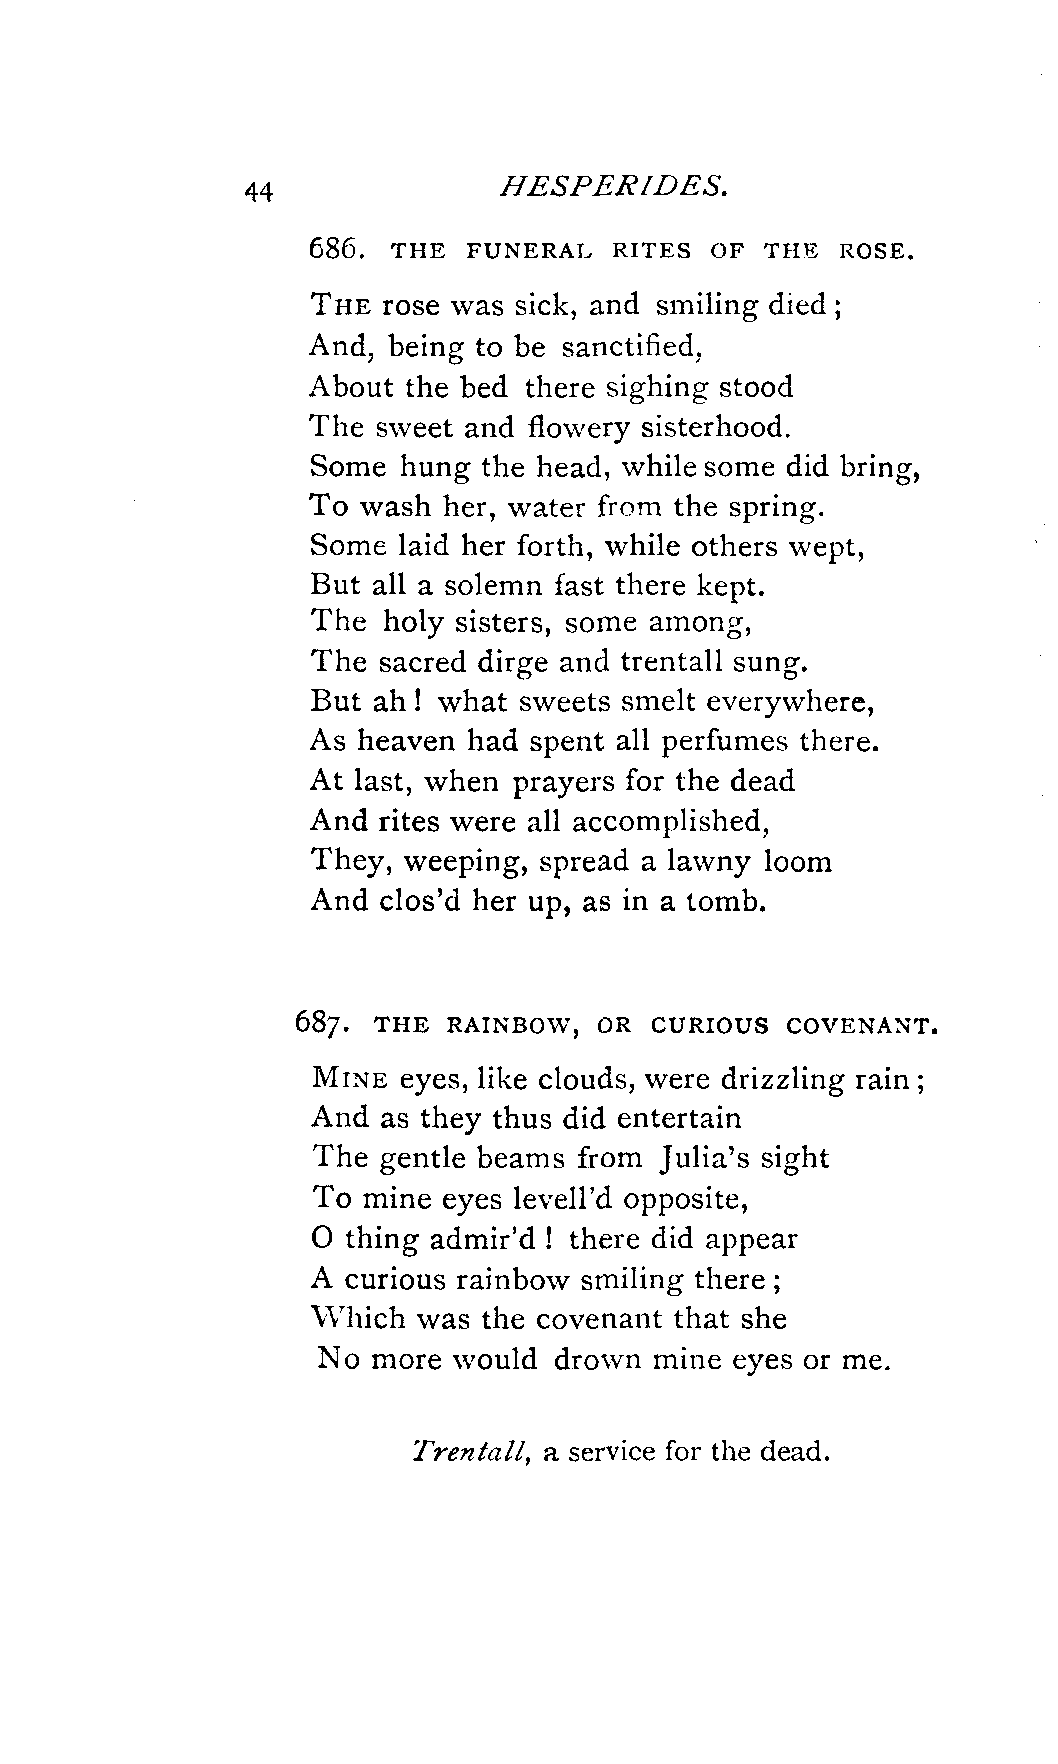 44 HESPERIDES.
686. THE FUNERAL RITES OF THE ROSE.
THE rose was sick, and smiling died ;
And, being to be sanctified,
About the bed there sighing stood
The sweet and flowery sisterhood.
Some hung the head, while some did bring,
To wash her, water from the spring.
Some laid her forth, while others wept,
But all a solemn fast there kept.
The holy sisters, some among,
The sacred dirge and trentall sung.
But ah ! what sweets smelt everywhere,
As heaven had spent all perfumes there.
At last, when prayers for the dead
And rites were all accomplished,
They, weeping, spread a lawny loom
And clos'd her up, as in a tomb.
687. THE RAINBOW, OR CURIOUS COVENANT.
MINE eyes, like clouds, were drizzling rain ;
And as they thus did entertain
The gentle beams from Julia's sight
To mine eyes levell'd opposite,
O thing admir'd ! there did appear
A curious rainbow smiling there ;
Which was the covenant that she
No more would drown mine eyes or me.
Trentall, a service for the dead.